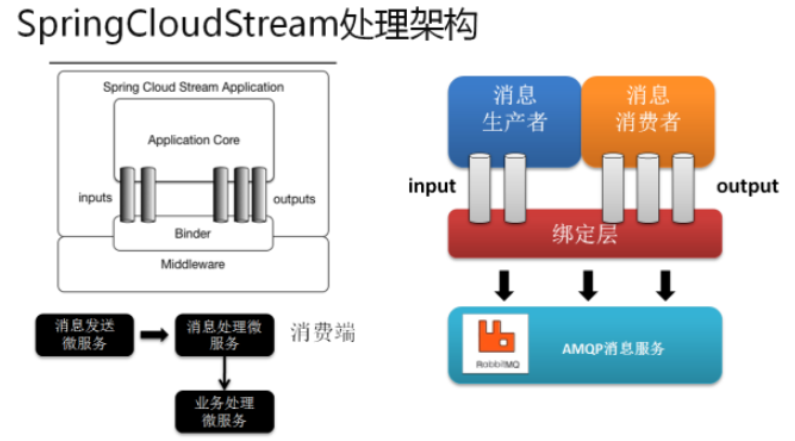 SpringCloudStream处理架构
Spring Cloud Stream Application
Application Core
inputs
outputs
Binder
Middleware
消息发送
微服务
消息处理微
服务
消费端
业务处理
微服务
消息
生产者
消息
消费者
input
output
绑定层
RabbitMQ
AMQP消息服务